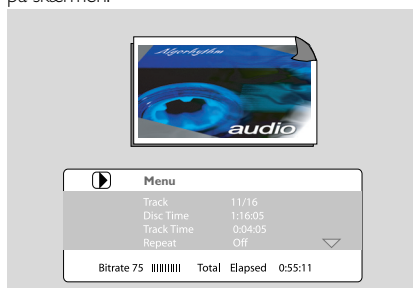 på skærmen.
Algorhythm
audio
Menu
Track 11/16
Disc Time 1:16:05
Track Time 0:04:05
Repeat Off
Bitrate 75 Total Elapsed 0:55:11